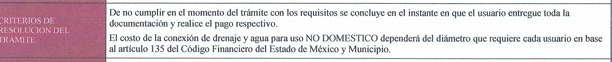 CRITERIOS DE
RESOLUCION DEL
TRAMITE
De no cumplir en el momento del trámite con los requisitos se concluye en el instante en que el usuario entregue toda la
documentación y realice el pago respectivo.
El costo de la conexión de drenaje y agua para uso NO DOMESTICO dependerá del diámetro que requiere cada usuario en base
al artículo 135 del Código Financiero del Estado de México y Municipio.